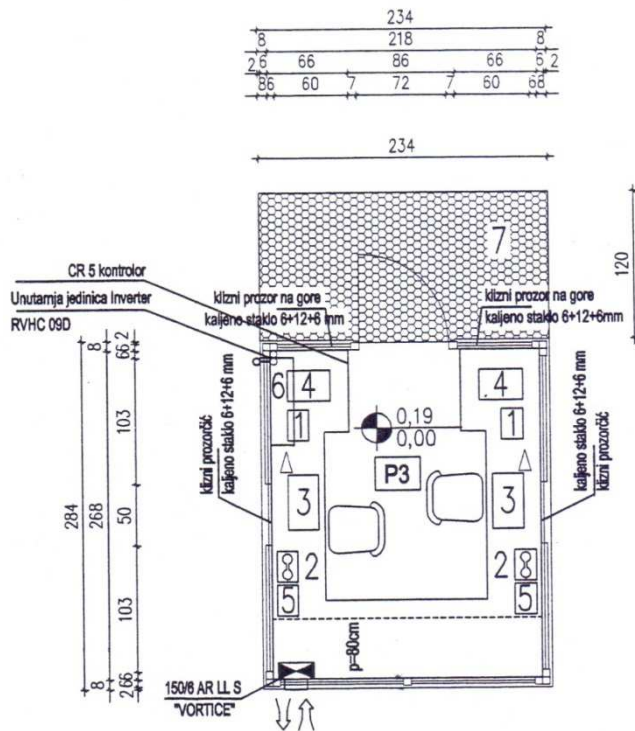 234
8 218 8
2 6 66 86 66 6 2
86 60 7 72 7 60 68
234
7
120
CR 5 kontrolor
Unutarnja jedinica Inverter
RVHC 09D
klizni prozor na gore
kaljeno staklo 6+12+6 mm
klizni prozor na gore
kaljeno staklo 6+12+6mm
284
8 268 8
2 66 103 50 103 66 2
klizni prozorčić
kaljeno staklo 6+12+6 mm
6 4
1
3
2
5
0,19
0,00
P3
4
1
3
2
5
kaljeno staklo 6+12+6 mm
klizni prozorčić
p=80cm
150/6 AR LL S
"VORTICE"